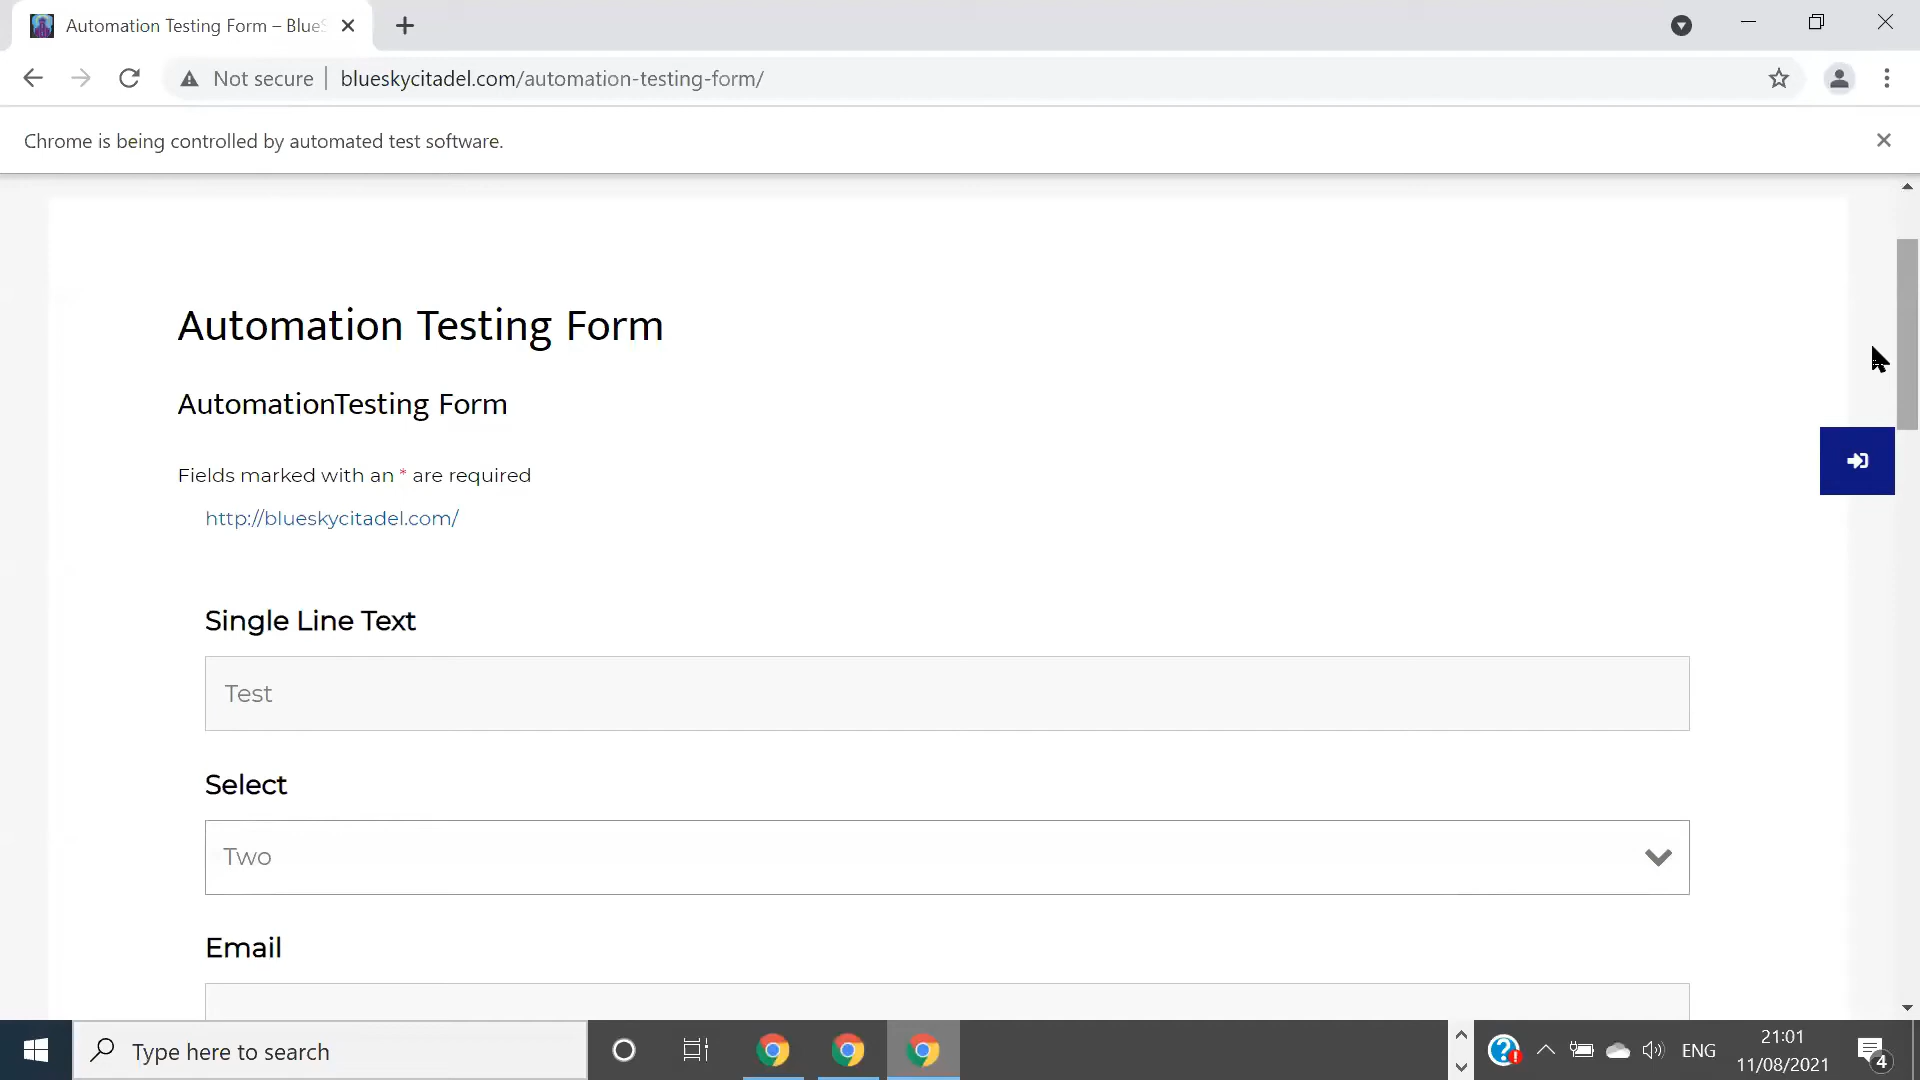 Automation Testing Form – BlueS
Not secure
blueskycitadel.com/automation-testing-form/
Chrome is being controlled by automated test software.
Automation Testing Form
AutomationTesting Form
Fields marked with an * are required
http://blueskycitadel.com/
Single Line Text
Test
Select
Two
Email
Type here to search
ENG
21:01
11/08/2021
4